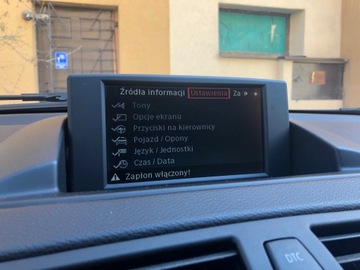 Źródła informacji Ustawienia Za
Tony
Opcje ekranu
Przyciski na kierownicy
Pojazd / Opony
Język / Jednostki
Czas / Data
Zapłon włączony!
DTC